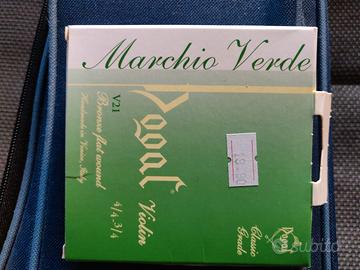 Marchio Verde
Dogal
Violin
4/4-3/4
V21
Bronze flat wound
Handmade in Venice, Italy
Dogal
Classic
Grade
subito